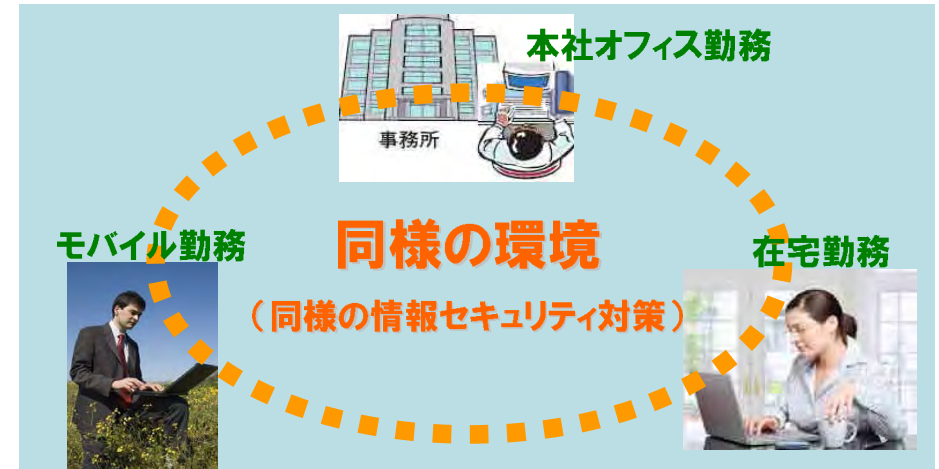 本社オフィス勤務
事務所
モバイル勤務
同様の環境
在宅勤務
（同様の情報セキュリティ対策）